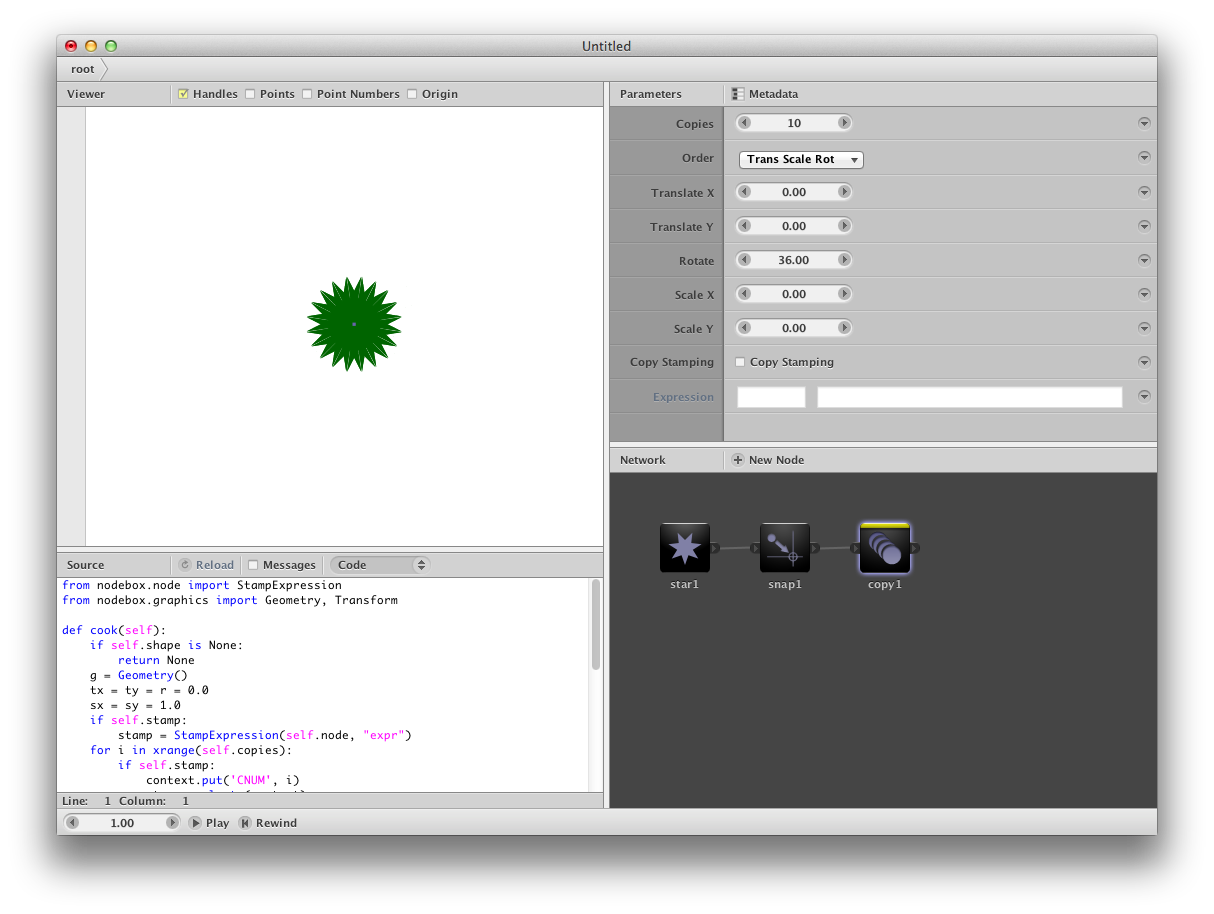 Untitled
root
Viewer Handles Points Point Numbers Origin
Parameters Metadata
Copies 10
Order Trans Scale Rot
Translate X 0.00
Translate Y 0.00
Rotate 36.00
Scale X 0.00
Scale Y 0.00
Copy Stamping Copy Stamping
Expression
Network New Node
star1 snap1 copy1
Source Reload Messages Code
from nodebox.node import StampExpression
from nodebox.graphics import Geometry, Transform
def cook(self):
    if self.shape is None:
        return None
    g = Geometry()
    tx = ty = r = 0.0
    sx = sy = 1.0
    if self.stamp:
        stamp = StampExpression(self.node, "expr")
    for i in xrange(self.copies):
        if self.stamp:
            context.put('CNUM', i)
Line: 1 Column: 1
1.00 Play Rewind